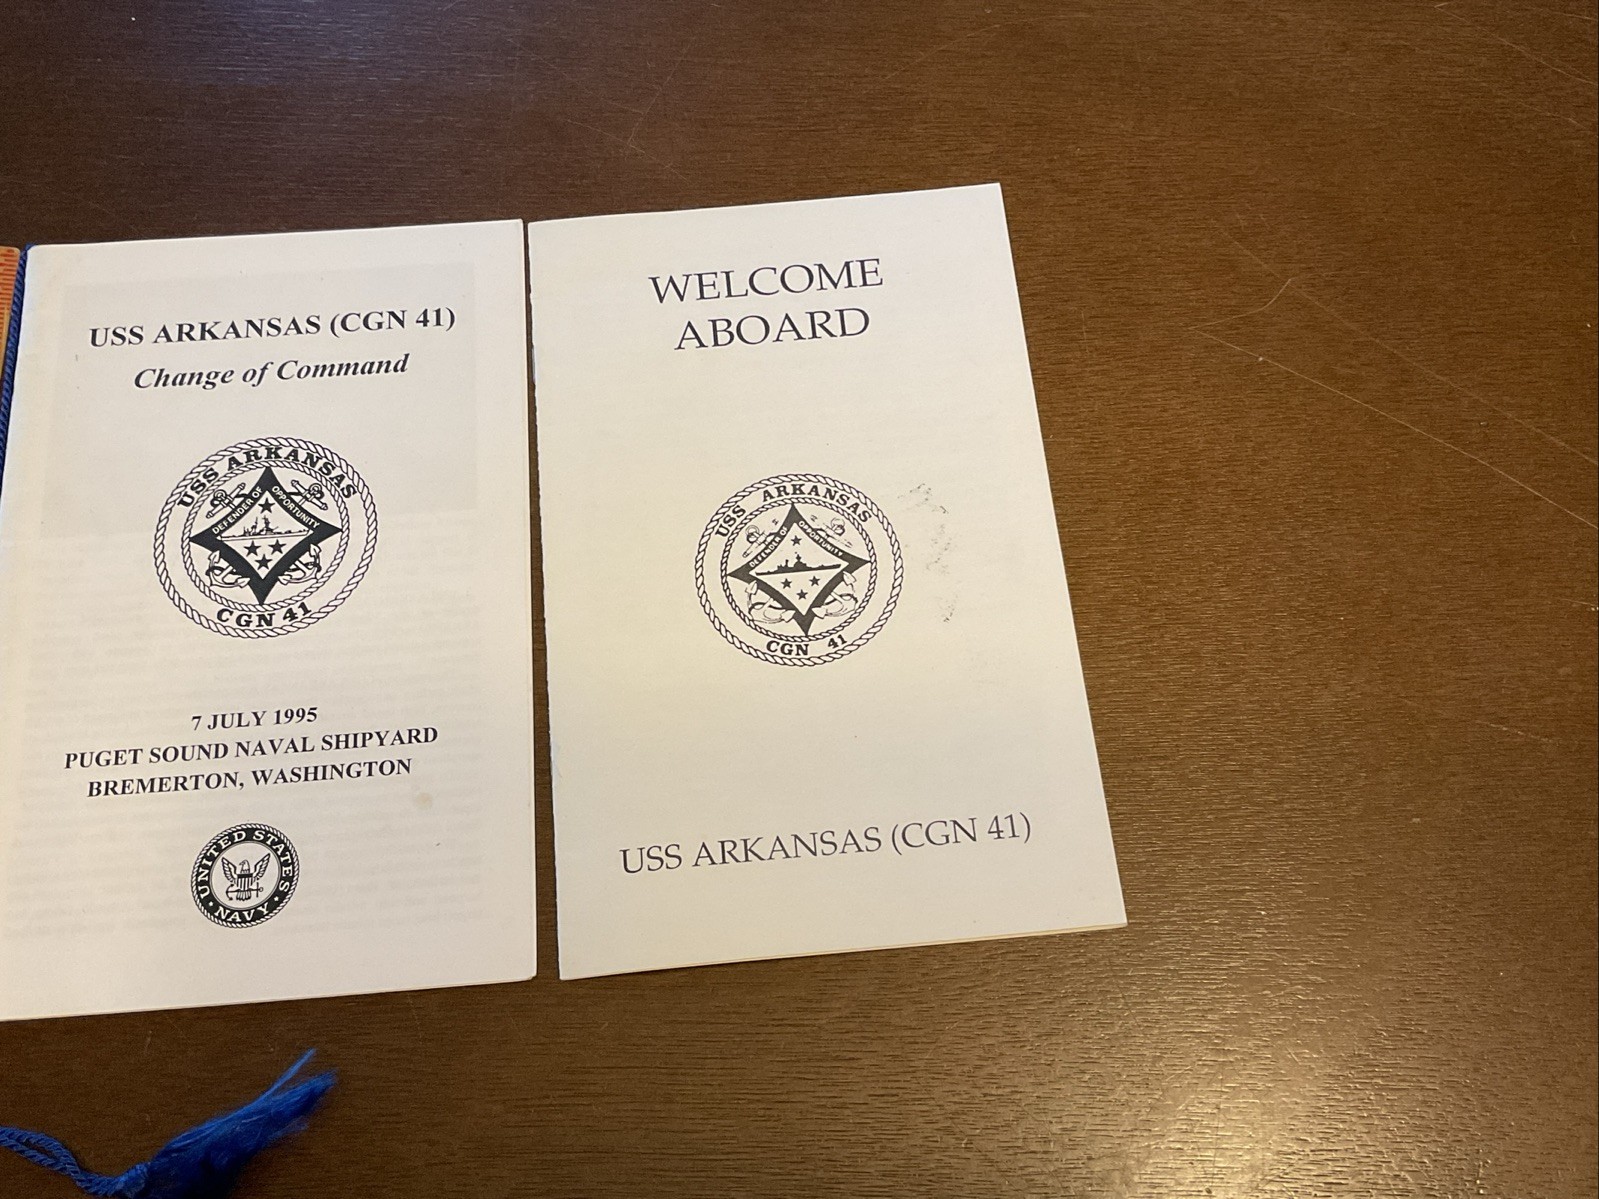 USS ARKANSAS (CGN 41)
Change of Command
USS ARKANSAS
DEFENDER OF OPPORTUNITY
CGN 41
7 JULY 1995
PUGET SOUND NAVAL SHIPYARD
BREMERTON, WASHINGTON
UNITED STATES
NAVY
WELCOME
ABOARD
USS ARKANSAS
DEFENDER OF OPPORTUNITY
CGN 41
USS ARKANSAS (CGN 41)